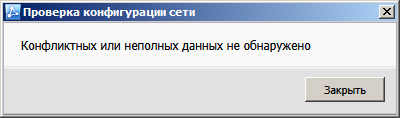 Проверка конфигурации сети
Конфликтных или неполных данных не обнаружено
Закрыть